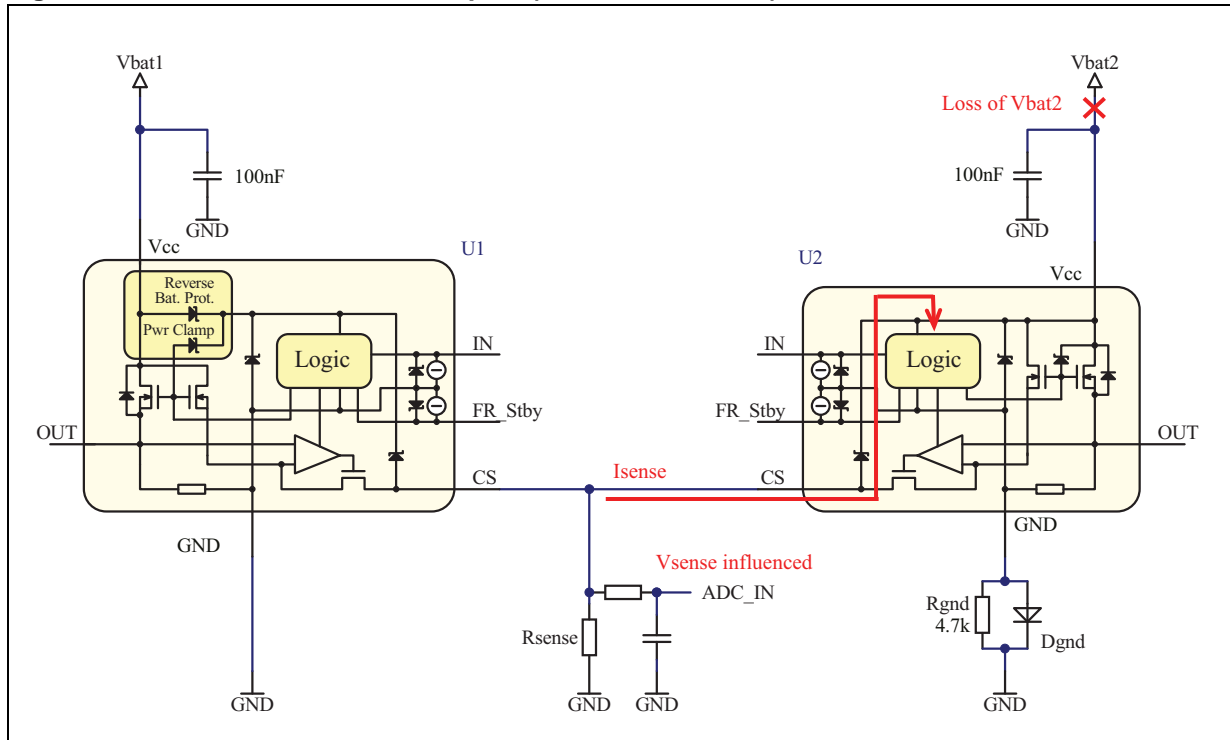 Vbat1
Vbat2
Loss of Vbat2
100nF
100nF
GND
GND
Vcc
U1
U2
Vcc
Reverse
Bat. Prot.
Pwr Clamp
Logic
IN
IN
Logic
FR_Stby
FR_Stby
OUT
OUT
CS
Isense
CS
GND
GND
Vsense influenced
ADC_IN
Rsense
Rgnd
4.7k
Dgnd
GND
GND
GND
GND